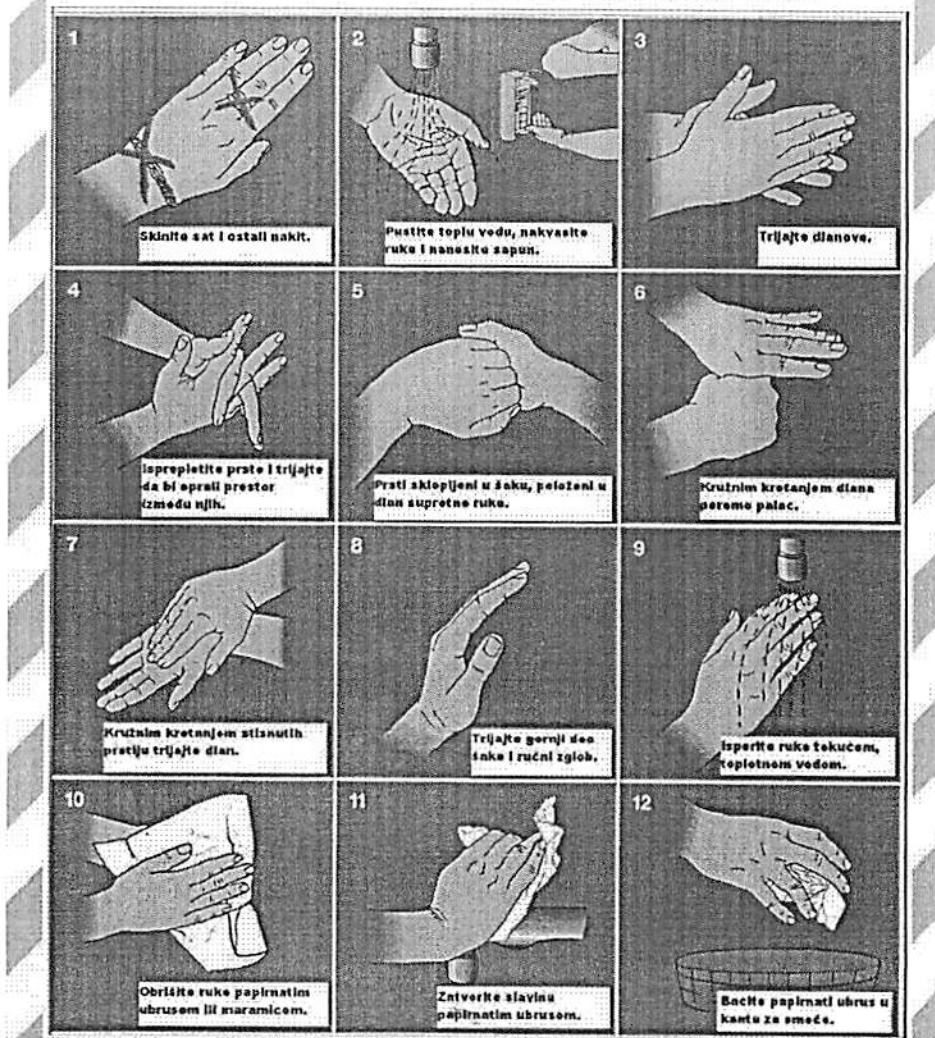 1
Skinite sat i ostali nakit.
2
Pustite toplu vodu, nakvasite
ruke i nanesite sapun.
3
Trljajte dlanove.
4
Isprepletite prste i trljajte
da bi oprali prostor
između njih.
5
Prsti sklopljeni u šaku, položeni u
dlan suprotne ruke.
6
Kružnim kretanjem dlana
peremo palac.
7
Kružnim kretanjem stisnutih
prstiju trljajte dlan.
8
Trljajte gornji deo
šake i ručni zglob.
9
Isperite ruke tekućom,
toplotnom vodom.
10
Obrišite ruke papirnatim
ubrusom ili maramicom.
11
Zatvorite slavinu
papirnatim ubrusom.
12
Bacite papirnati ubrus u
kantu za smeće.